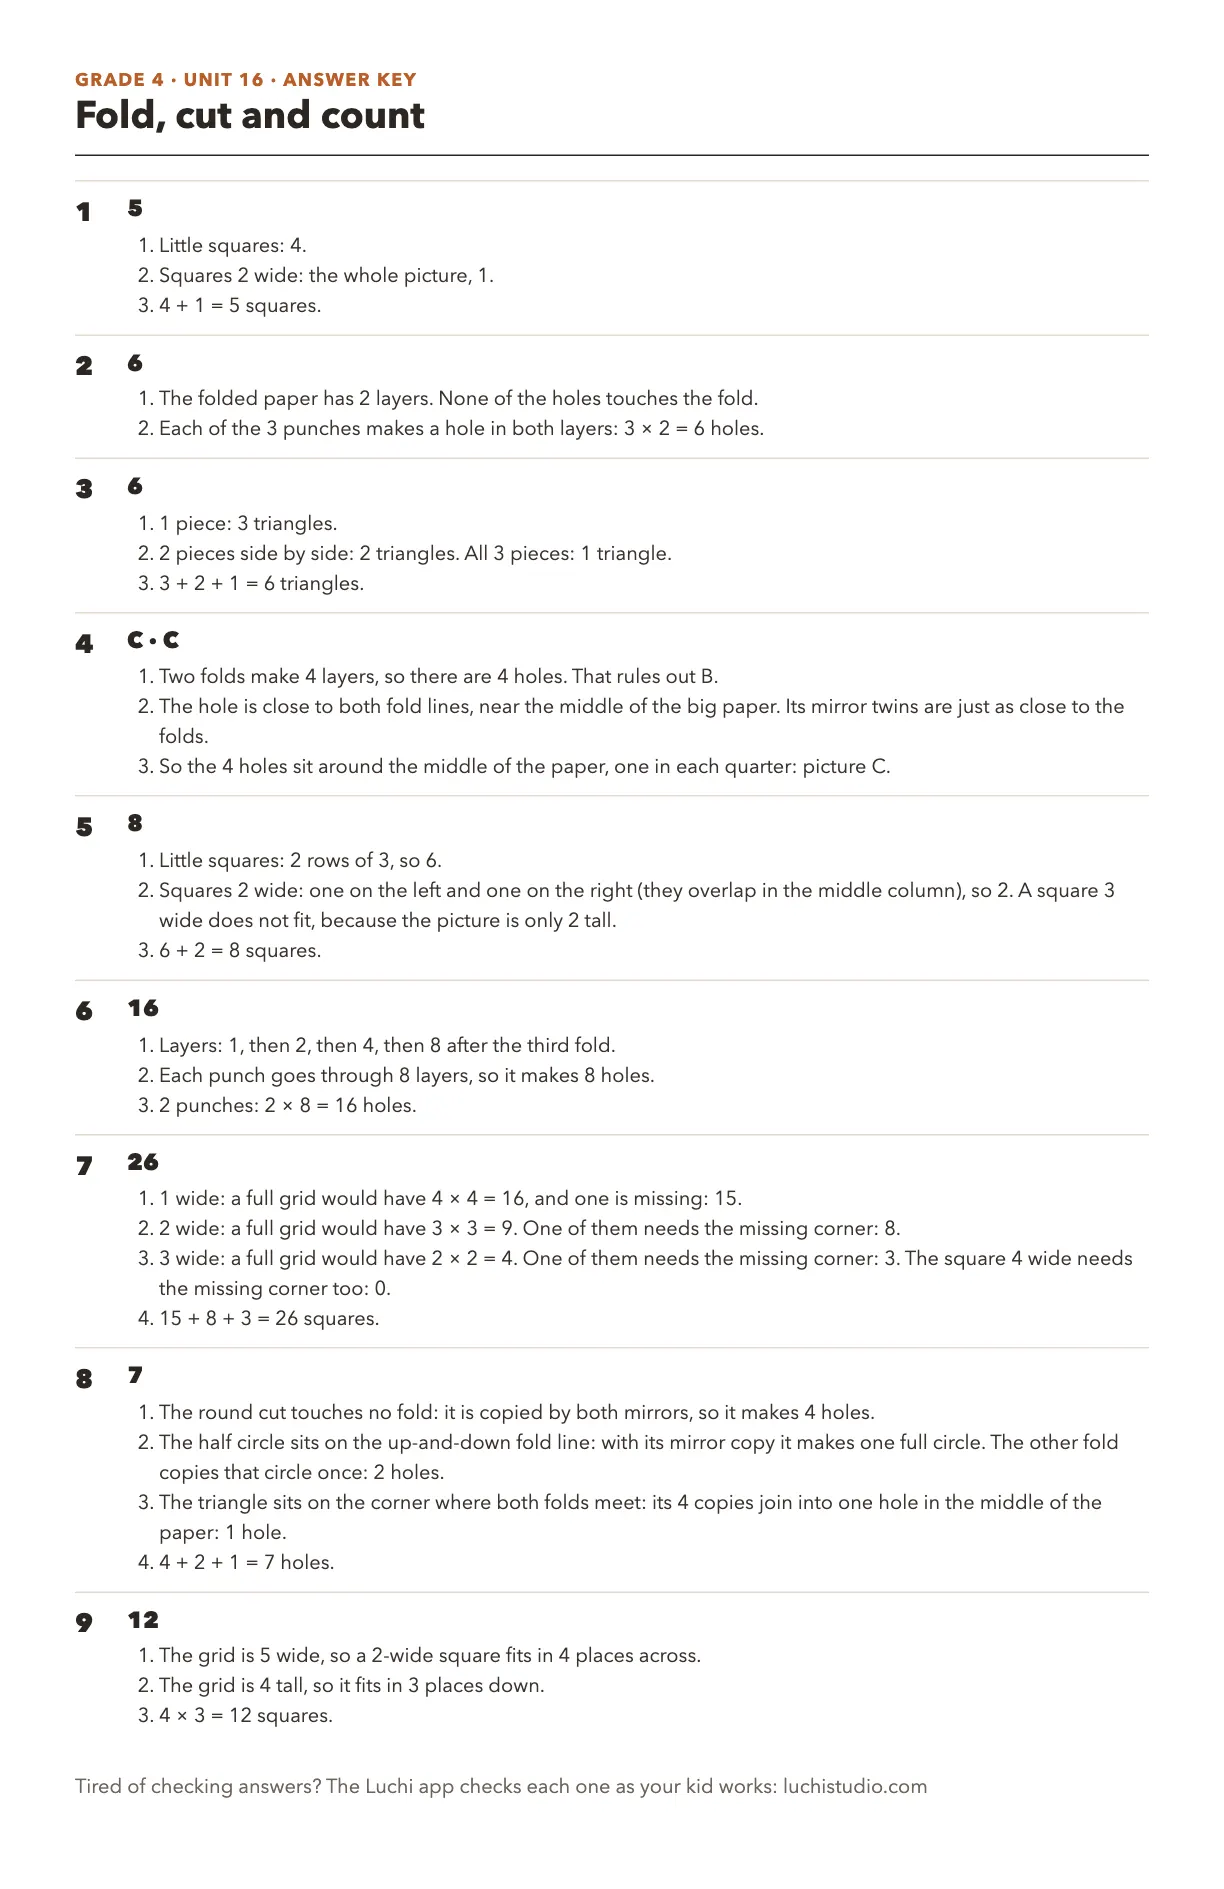 GRADE 4 · UNIT 16 · ANSWER KEY
Fold, cut and count
1 5
1. Little squares: 4.
2. Squares 2 wide: the whole picture, 1.
3. 4 + 1 = 5 squares.
2 6
1. The folded paper has 2 layers. None of the holes touches the fold.
2. Each of the 3 punches makes a hole in both layers: 3 × 2 = 6 holes.
3 6
1. 1 piece: 3 triangles.
2. 2 pieces side by side: 2 triangles. All 3 pieces: 1 triangle.
3. 3 + 2 + 1 = 6 triangles.
4 C · C
1. Two folds make 4 layers, so there are 4 holes. That rules out B.
2. The hole is close to both fold lines, near the middle of the big paper. Its mirror twins are just as close to the
folds.
3. So the 4 holes sit around the middle of the paper, one in each quarter: picture C.
5 8
1. Little squares: 2 rows of 3, so 6.
2. Squares 2 wide: one on the left and one on the right (they overlap in the middle column), so 2. A square 3
wide does not fit, because the picture is only 2 tall.
3. 6 + 2 = 8 squares.
6 16
1. Layers: 1, then 2, then 4, then 8 after the third fold.
2. Each punch goes through 8 layers, so it makes 8 holes.
3. 2 punches: 2 × 8 = 16 holes.
7 26
1. 1 wide: a full grid would have 4 × 4 = 16, and one is missing: 15.
2. 2 wide: a full grid would have 3 × 3 = 9. One of them needs the missing corner: 8.
3. 3 wide: a full grid would have 2 × 2 = 4. One of them needs the missing corner: 3. The square 4 wide needs
the missing corner too: 0.
4. 15 + 8 + 3 = 26 squares.
8 7
1. The round cut touches no fold: it is copied by both mirrors, so it makes 4 holes.
2. The half circle sits on the up-and-down fold line: with its mirror copy it makes one full circle. The other fold
copies that circle once: 2 holes.
3. The triangle sits on the corner where both folds meet: its 4 copies join into one hole in the middle of the
paper: 1 hole.
4. 4 + 2 + 1 = 7 holes.
9 12
1. The grid is 5 wide, so a 2-wide square fits in 4 places across.
2. The grid is 4 tall, so it fits in 3 places down.
3. 4 × 3 = 12 squares.
Tired of checking answers? The Luchi app checks each one as your kid works: luchistudio.com